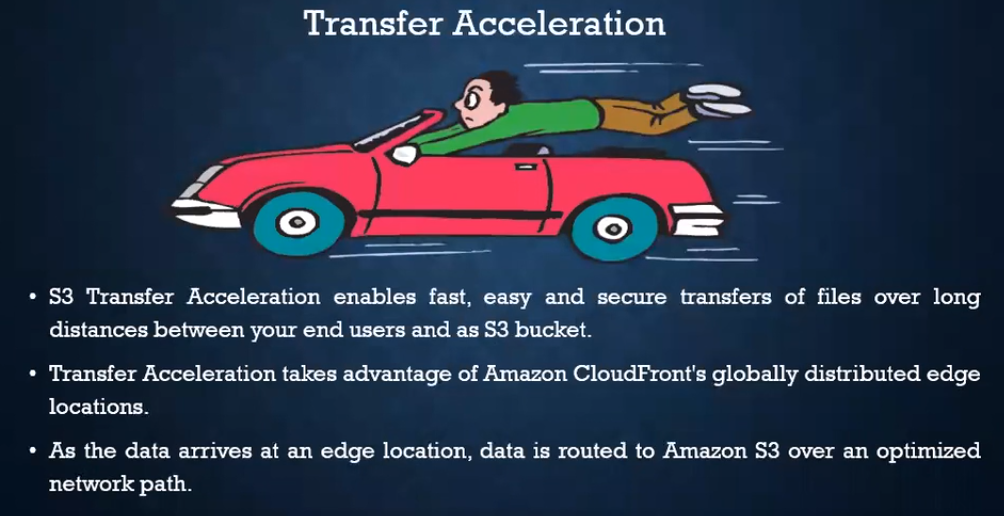 Transfer Acceleration
• S3 Transfer Acceleration enables fast, easy and secure transfers of files over long
distances between your end users and as S3 bucket.
• Transfer Acceleration takes advantage of Amazon CloudFront's globally distributed edge
locations.
• As the data arrives at an edge location, data is routed to Amazon S3 over an optimized
network path.